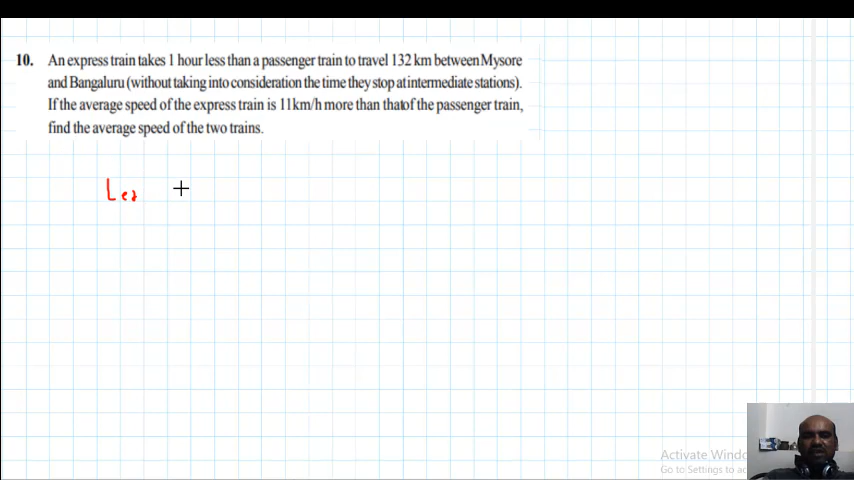 10. An express train takes 1 hour less than a passenger train to travel 132 km between Mysore
and Bangaluru (without taking into consideration the time they stop at intermediate stations).
If the average speed of the express train is 11km/h more than thatof the passenger train,
find the average speed of the two trains.
Let
Activate Windo
Go to Settings to ac